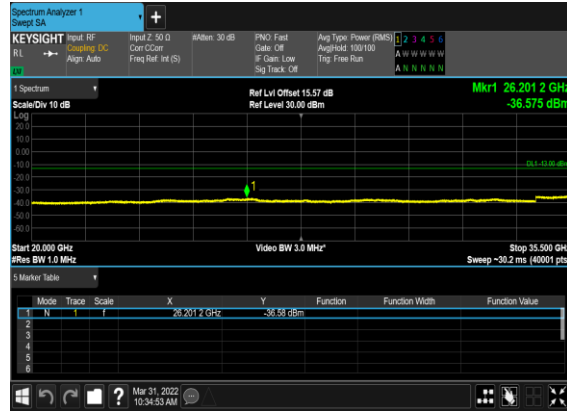 Spectrum Analyzer 1
Swept SA
+
KEYSIGHT Input: RF Input Z: 50 Ω #Atten: 30 dB PNO: Fast Avg Type: Power (RMS) 1 2 3 4 5 6
RL Coupling: DC Corr CCorr Gate: Off Avg|Hold: 100/100 A W W W W W
Align: Auto Freq Ref: Int (S) IF Gain: Low Trig: Free Run
Sig Track: Off A N N N N N
1 Spectrum Ref Lvl Offset 15.57 dB Mkr1 26.201 2 GHz
Scale/Div 10 dB Ref Level 30.00 dBm -36.575 dBm
Log
20.0
10.0
0.00
-10.0 DL1 -13.00 dBm
-20.0
-30.0 1
-40.0
-50.0
-60.0
Start 20.000 GHz Video BW 3.0 MHz* Stop 35.500 GHz
#Res BW 1.0 MHz Sweep ~30.2 ms (40001 pts)
5 Marker Table
Mode Trace Scale X Y Function Function Width Function Value
1 N 1 f 26.201 2 GHz -36.58 dBm
2
3
4
5
6
? Mar 31, 2022
10:34:53 AM